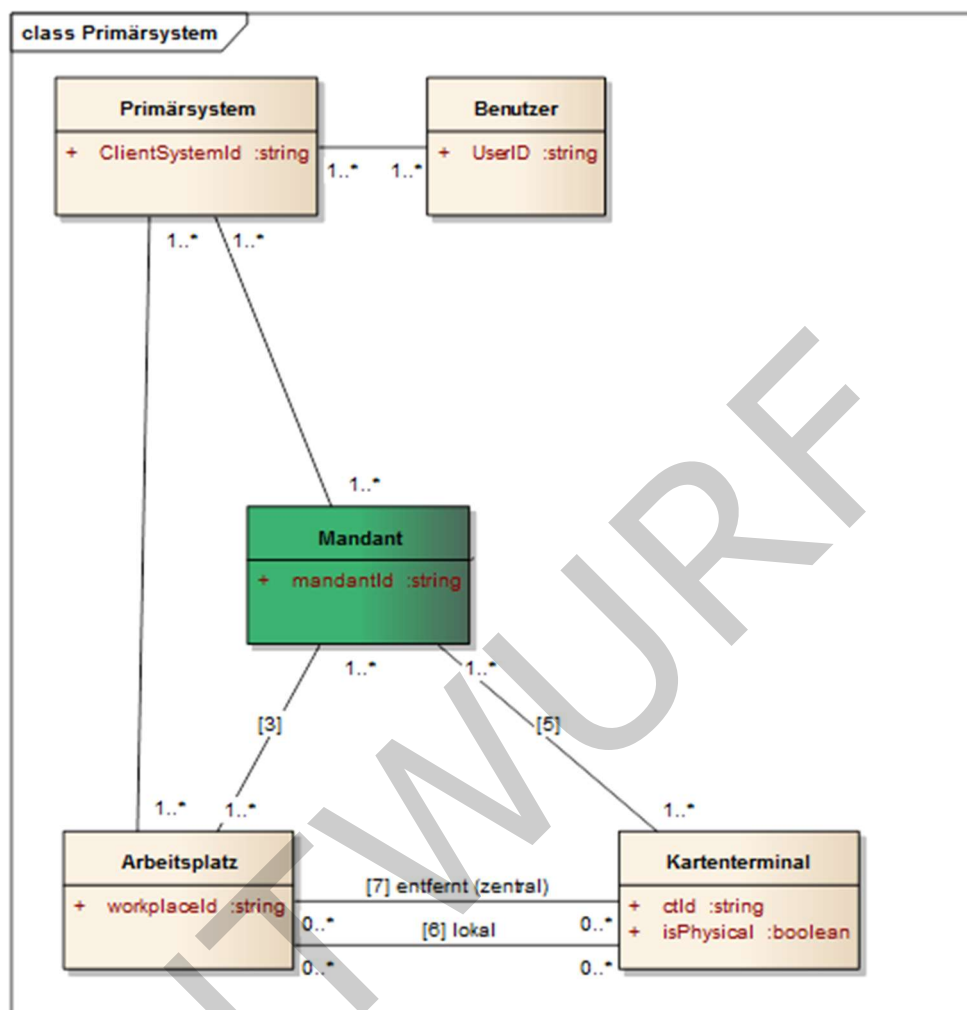 class Primärsystem
Primärsystem
+ ClientSystemId :string
Benutzer
+ UserID :string
1..*
1..*
1..*
1..*
1..*
Mandant
+ mandantId :string
1..*
1..*
[3]
[5]
1..*
1..*
1..*
Arbeitsplatz
+ workplaceId :string
Kartenterminal
+ ctId :string
+ isPhysical :boolean
[7] entfernt (zentral)
0..*
0..*
[6] lokal
0..*
0..*
TWURF